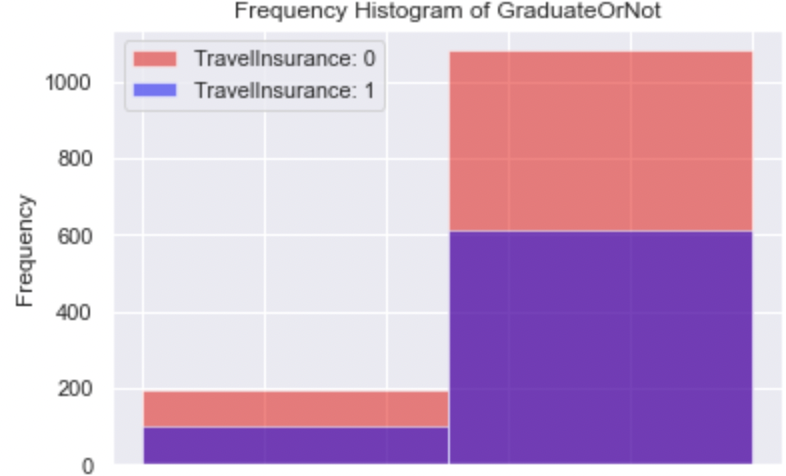 Frequency Histogram of GraduateOrNot
TravelInsurance: 0
TravelInsurance: 1
1000
800
600
400
200
0
Frequency